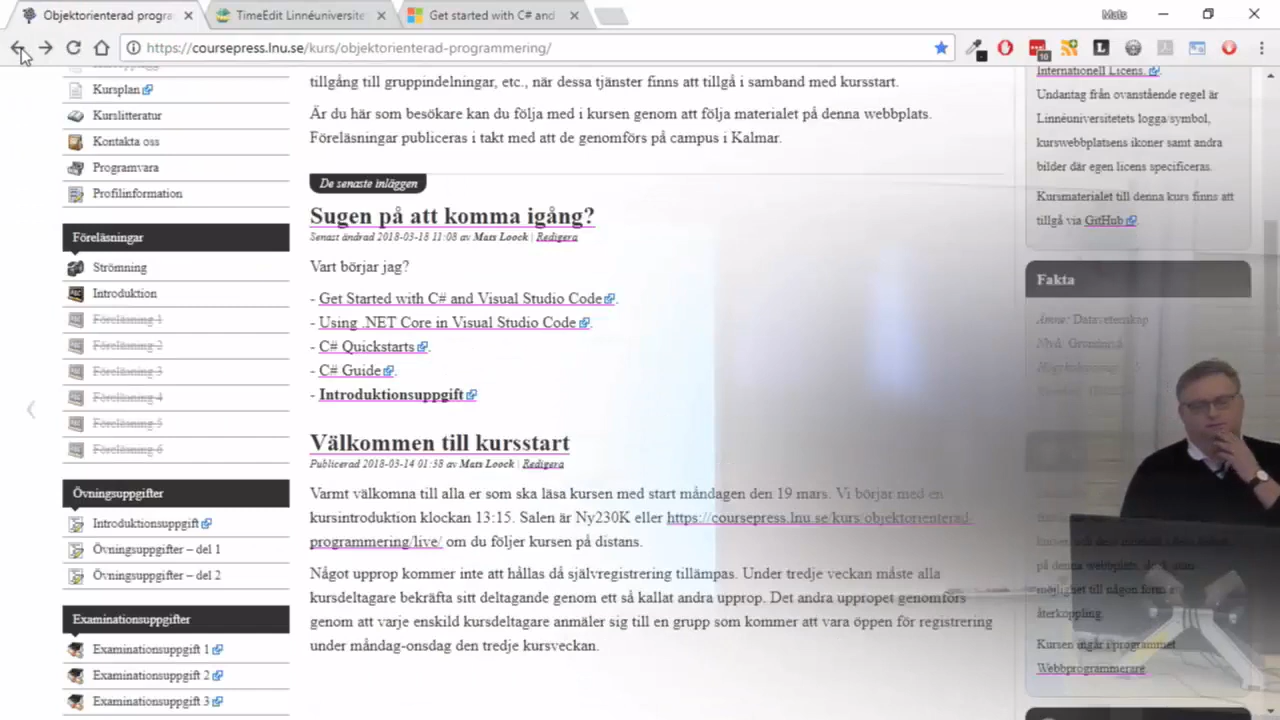 Objektorienterad progra
TimeEdit Linnéuniversite
Get started with C# and
Mats
https://coursepress.lnu.se/kurs/objektorienterad-programmering/
10
Kursplan
Kurslitteratur
Kontakta oss
Programvara
Profilinformation
Föreläsningar
Strömning
Introduktion
Föreläsning 1
Föreläsning 2
Föreläsning 3
Föreläsning 4
Föreläsning 5
Föreläsning 6
Övningsuppgifter
Introduktionsuppgift
Övningsuppgifter – del 1
Övningsuppgifter – del 2
Examinationsuppgifter
Examinationsuppgift 1
Examinationsuppgift 2
Examinationsuppgift 3
tillgång till gruppindelningar, etc., när dessa tjänster finns att tillgå i samband med kursstart.
Är du här som besökare kan du följa med i kursen genom att följa materialet på denna webbplats.
Föreläsningar publiceras i takt med att de genomförs på campus i Kalmar.
De senaste inläggen
Sugen på att komma igång?
Senast ändrad 2018-03-18 11:08 av Mats Loock | Redigera
Vart börjar jag?
- Get Started with C# and Visual Studio Code.
- Using .NET Core in Visual Studio Code.
- C# Quickstarts.
- C# Guide.
- Introduktionsuppgift
Välkommen till kursstart
Publicerad 2018-03-14 01:58 av Mats Loock | Redigera
Varmt välkomna till alla er som ska läsa kursen med start måndagen den 19 mars. Vi börjar med en
kursintroduktion klockan 13:15. Salen är Ny230K eller https://coursepress.lnu.se/kurs/objektorienterad-
programmering/live/ om du följer kursen på distans.
Något upprop kommer inte att hållas då självregistrering tillämpas. Under tredje veckan måste alla
kursdeltagare bekräfta sitt deltagande genom ett så kallat andra upprop. Det andra uppropet genomförs
genom att varje enskild kursdeltagare anmäler sig till en grupp som kommer att vara öppen för registrering
under måndag-onsdag den tredje kursveckan.
Internationell Licens.
Undantag från ovanstående regel är
Linnéuniversitetets logga/symbol,
kurswebbplatsens ikoner samt andra
bilder där egen licens specificeras.
Kursmaterialet till denna kurs finns att
tillgå via GitHub
Fakta
Ämne: Datavetenskap
Nivå: Grundnivå
på denna webbplats,
möjlighet till någon form
återkoppling.
Kursen ingår i programmet
Webbprogrammerare